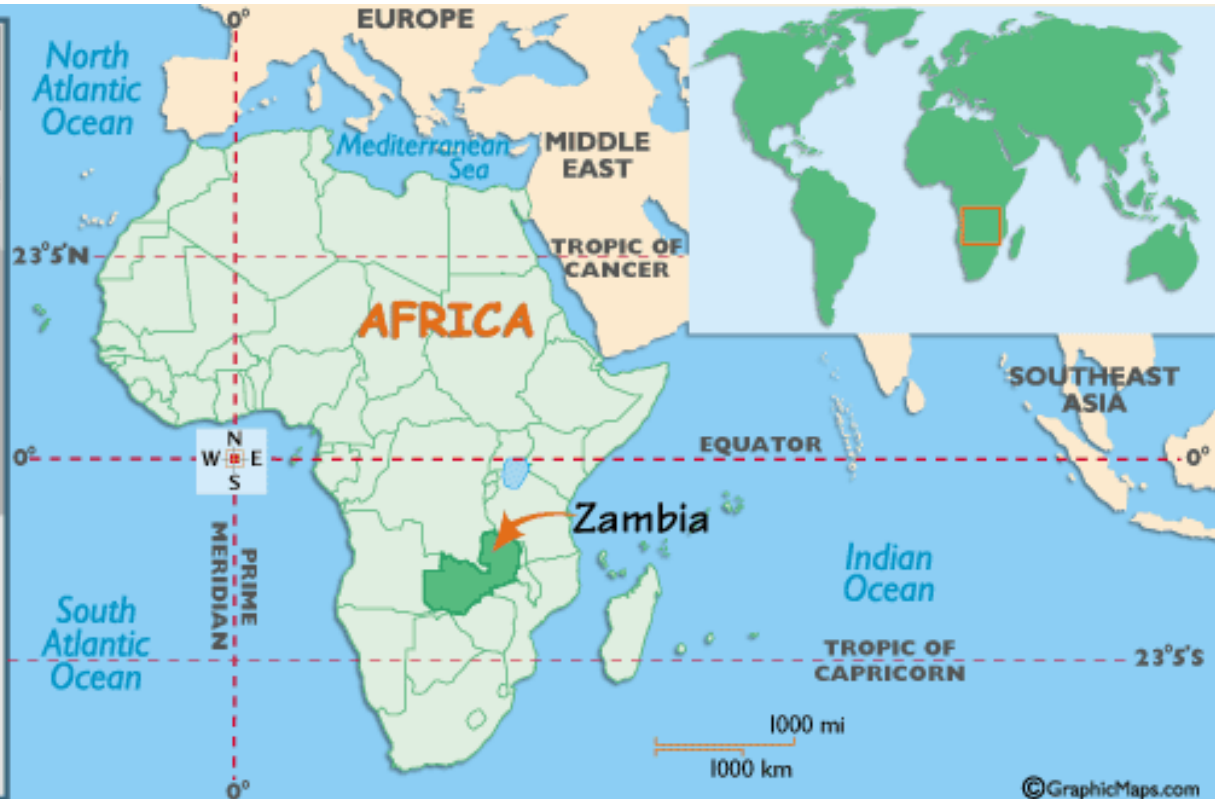 EUROPE
0°
North
Atlantic
Ocean
Mediterranean
Sea
MIDDLE
EAST
23°5'N
TROPIC OF
CANCER
AFRICA
SOUTHEAST
ASIA
EQUATOR
0°
0°
N
W E
S
Zambia
PRIME
MERIDIAN
Indian
Ocean
South
Atlantic
Ocean
TROPIC OF
CAPRICORN
23°5'S
1000 mi
1000 km
0°
©GraphicMaps.com